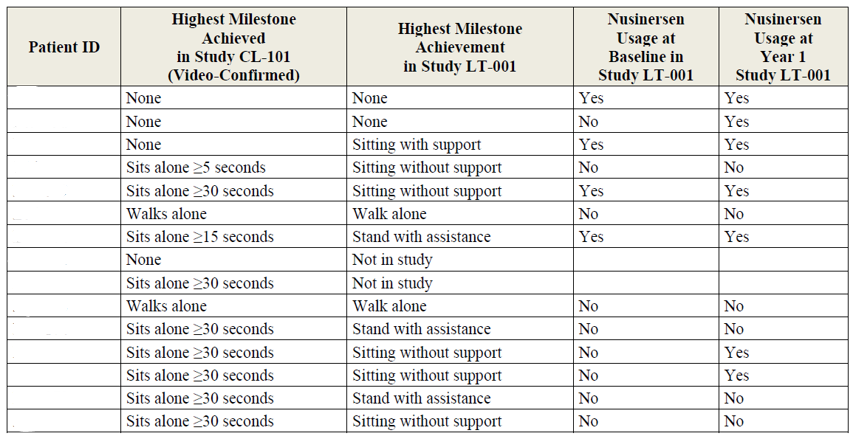 Patient ID
Highest Milestone
Achieved
in Study CL-101
(Video-Confirmed)
Highest Milestone
Achievement
in Study LT-001
Nusinersen
Usage at
Baseline in
Study LT-001
Nusinersen
Usage at
Year 1
Study LT-001
None None Yes Yes
None None No Yes
None Sitting with support Yes Yes
Sits alone ≥5 seconds Sitting without support No No
Sits alone ≥30 seconds Sitting without support Yes Yes
Walks alone Walk alone No No
Sits alone ≥15 seconds Stand with assistance Yes Yes
None Not in study
Sits alone ≥30 seconds Not in study
Walks alone Walk alone No No
Sits alone ≥30 seconds Stand with assistance No No
Sits alone ≥30 seconds Sitting without support No Yes
Sits alone ≥30 seconds Sitting without support No Yes
Sits alone ≥30 seconds Stand with assistance No No
Sits alone ≥30 seconds Sitting without support No No